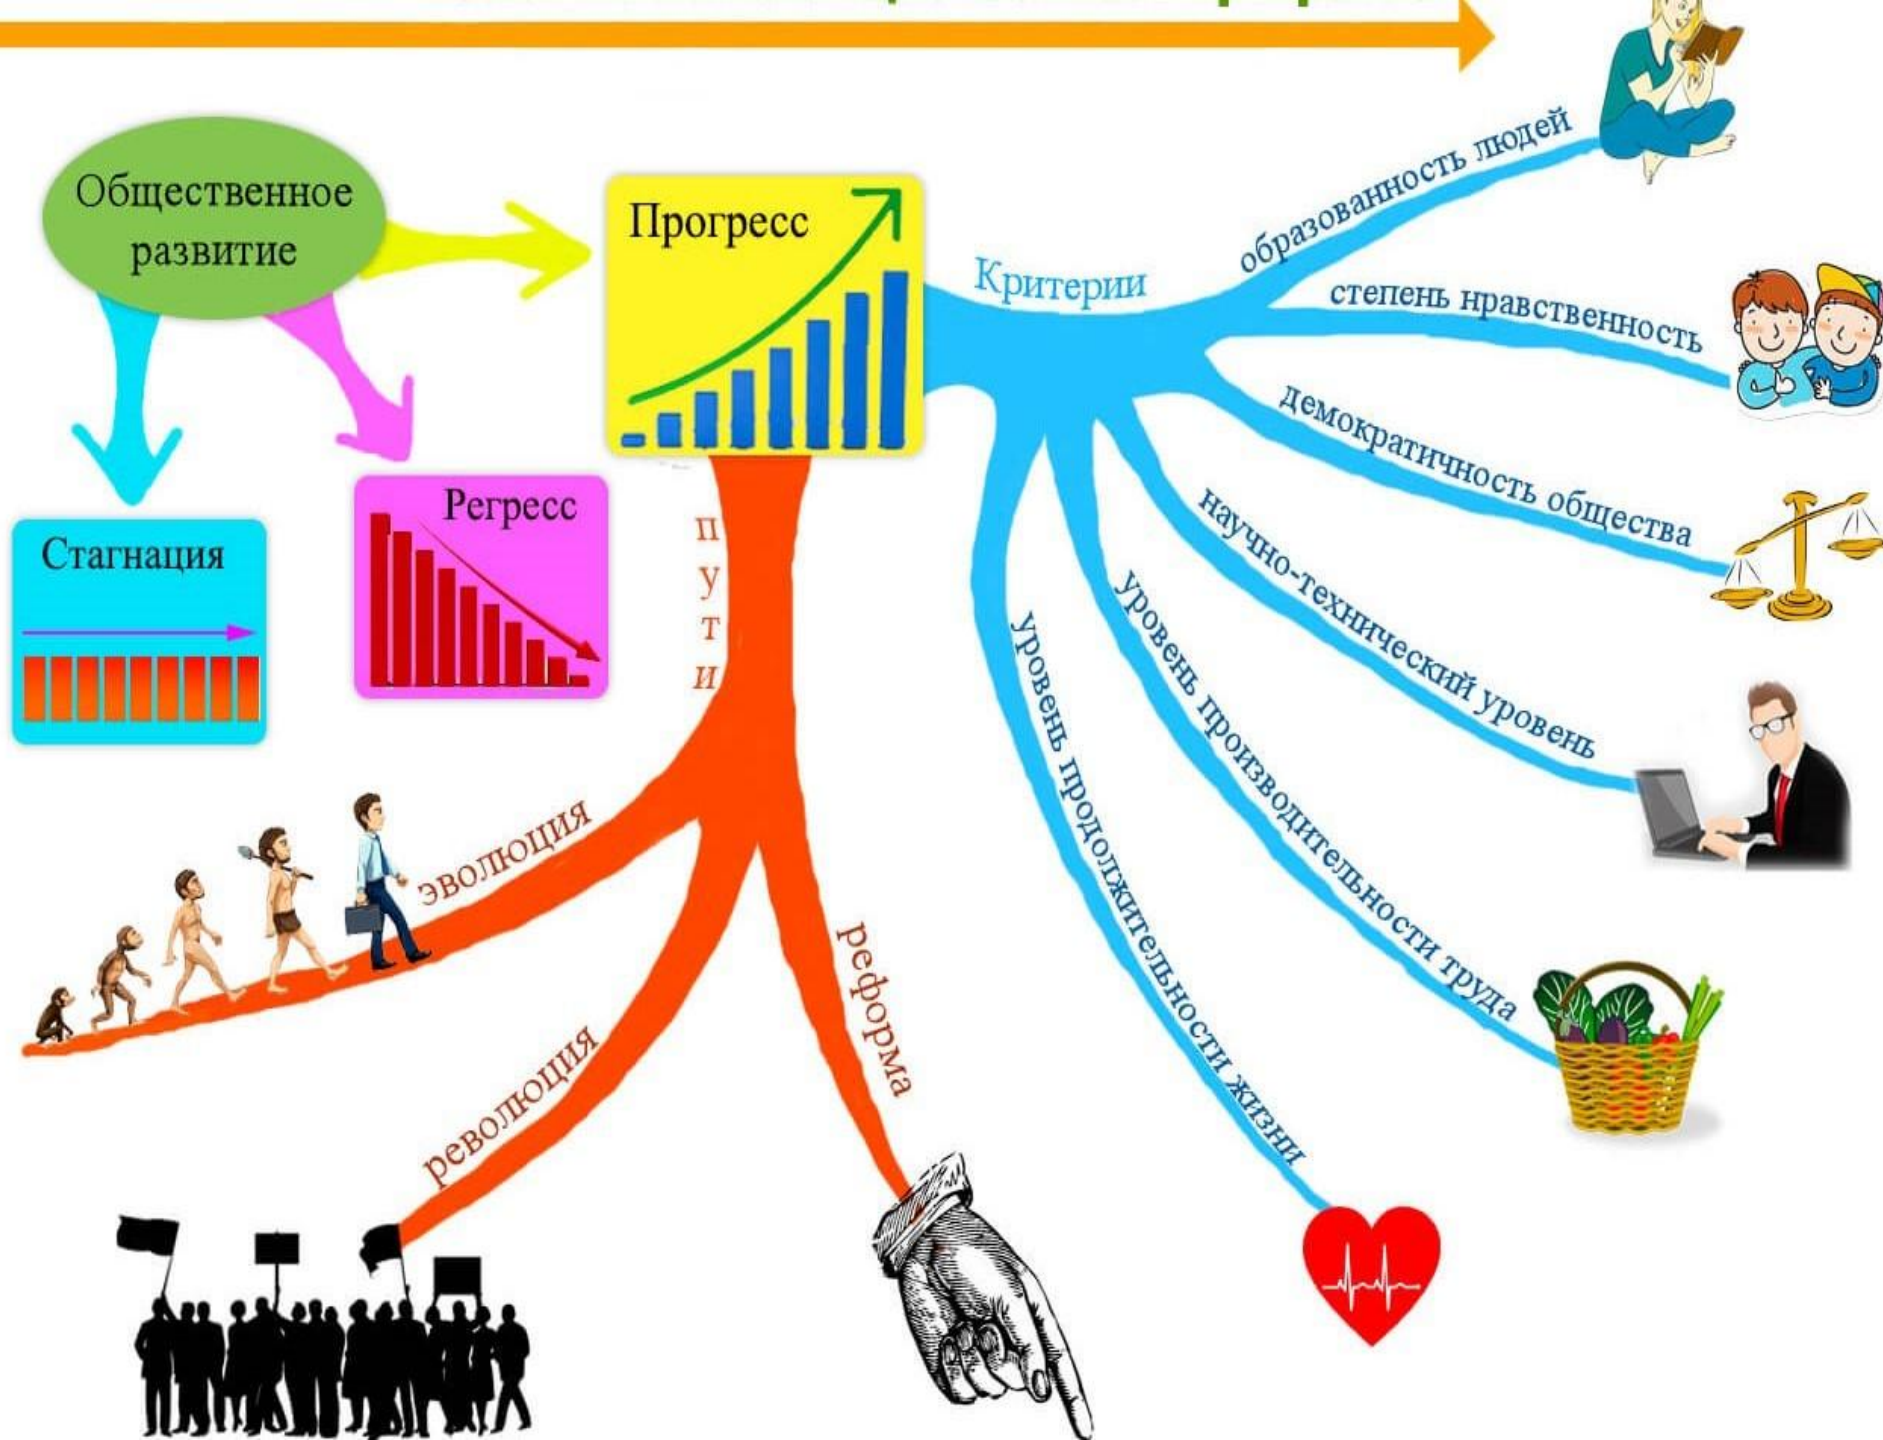 Общественное
развитие
Прогресс
Стагнация
Регресс
Критерии
образованность людей
степень нравственность
демократичность общества
научно-технический уровень
уровень производительности труда
уровень продолжительности жизни
пути
эволюция
революция
реформа